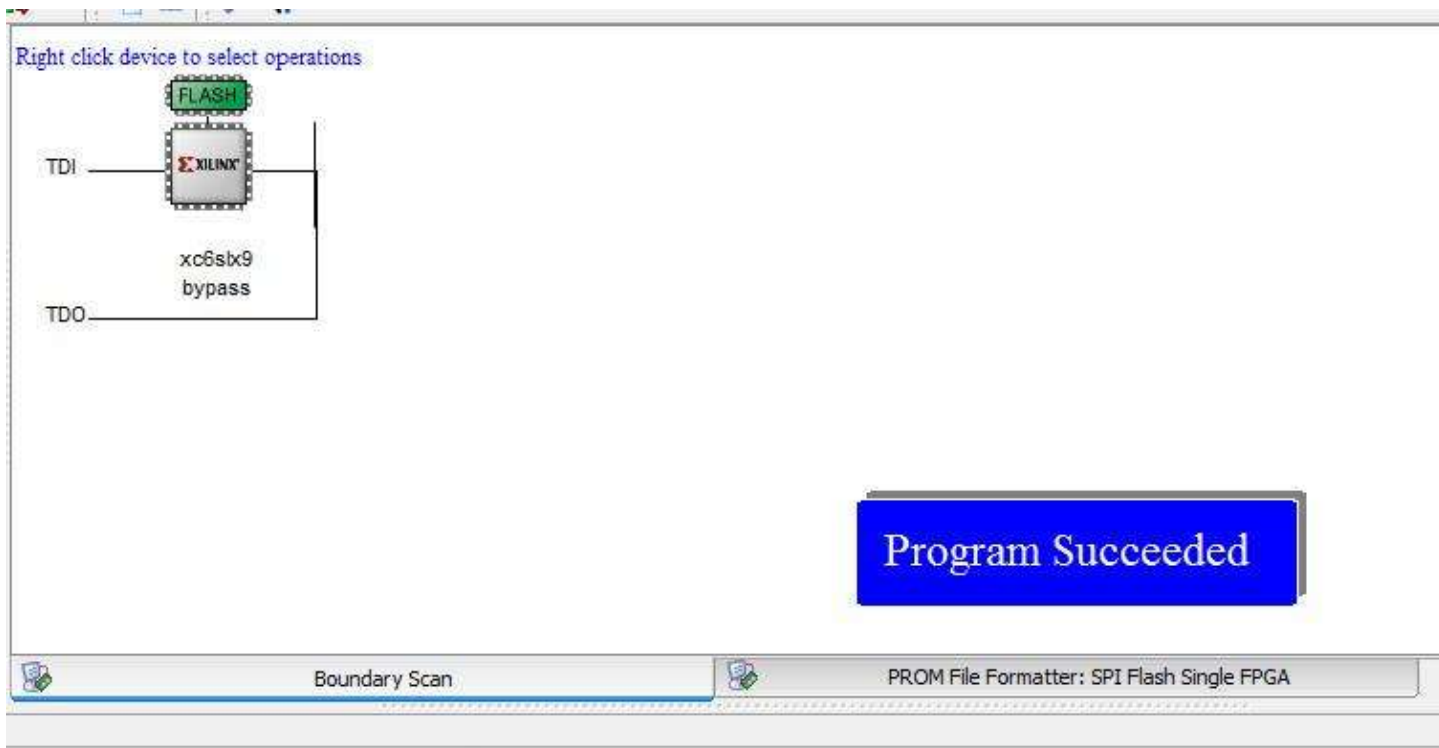 Right click device to select operations
FLASH
TDI
XILINX
xc6slx9
bypass
TDO
Program Succeeded
Boundary Scan
PROM File Formatter: SPI Flash Single FPGA